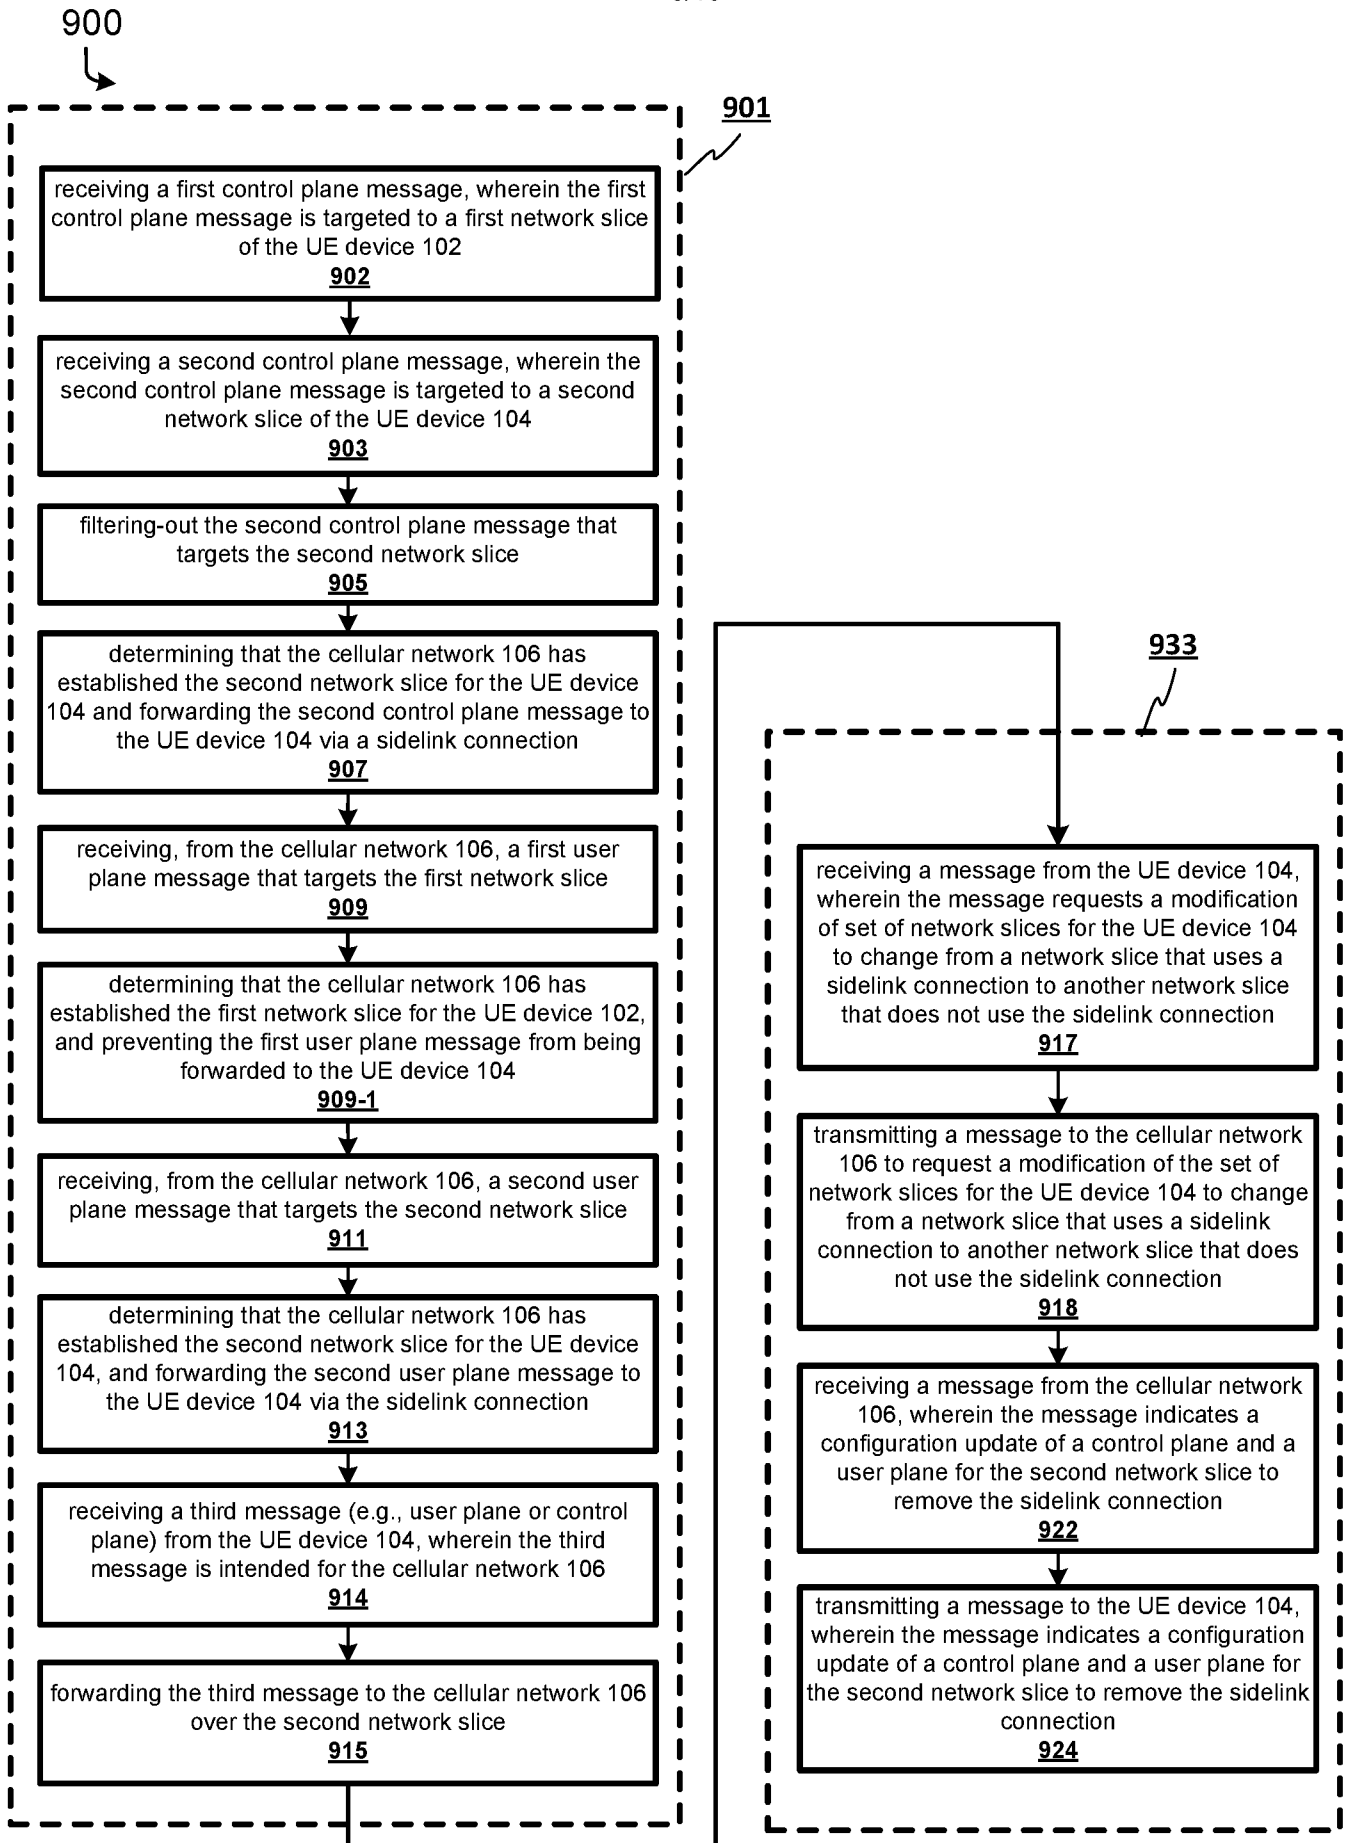 900
901
receiving a first control plane message, wherein the first
control plane message is targeted to a first network slice
of the UE device 102
902
receiving a second control plane message, wherein the
second control plane message is targeted to a second
network slice of the UE device 104
903
filtering-out the second control plane message that
targets the second network slice
905
determining that the cellular network 106 has
established the second network slice for the UE device
104 and forwarding the second control plane message to
the UE device 104 via a sidelink connection
907
receiving, from the cellular network 106, a first user
plane message that targets the first network slice
909
determining that the cellular network 106 has
established the first network slice for the UE device 102,
and preventing the first user plane message from being
forwarded to the UE device 104
909-1
receiving, from the cellular network 106, a second user
plane message that targets the second network slice
911
determining that the cellular network 106 has
established the second network slice for the UE device
104, and forwarding the second user plane message to
the UE device 104 via the sidelink connection
913
receiving a third message (e.g., user plane or control
plane) from the UE device 104, wherein the third
message is intended for the cellular network 106
914
forwarding the third message to the cellular network 106
over the second network slice
915
933
receiving a message from the UE device 104,
wherein the message requests a modification
of set of network slices for the UE device 104
to change from a network slice that uses a
sidelink connection to another network slice
that does not use the sidelink connection
917
transmitting a message to the cellular network
106 to request a modification of the set of
network slices for the UE device 104 to change
from a network slice that uses a sidelink
connection to another network slice that does
not use the sidelink connection
918
receiving a message from the cellular network
106, wherein the message indicates a
configuration update of a control plane and a
user plane for the second network slice to
remove the sidelink connection
922
transmitting a message to the UE device 104,
wherein the message indicates a configuration
update of a control plane and a user plane for
the second network slice to remove the sidelink
connection
924